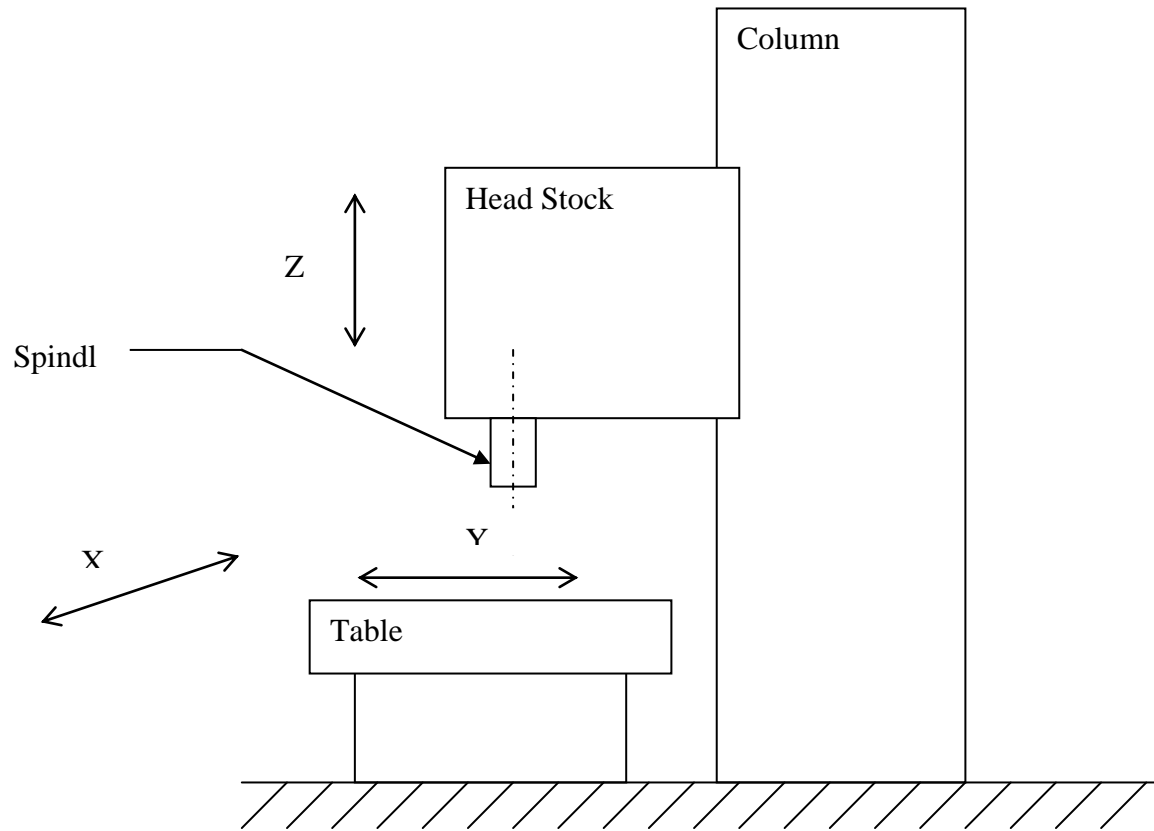 Column
Head Stock
Z
Spindl
Y
X
Table